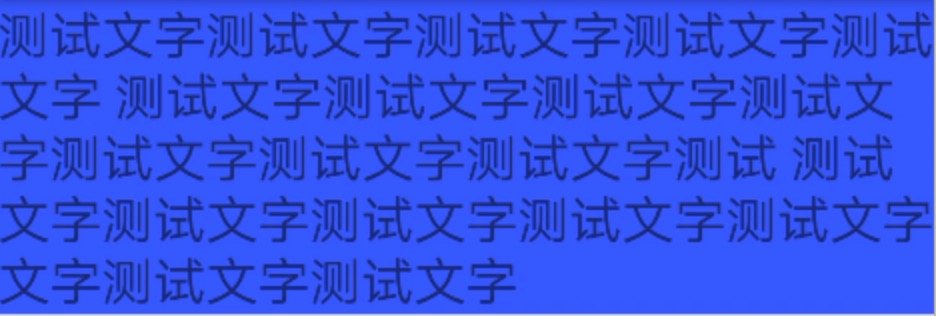 测试文字测试文字测试文字测试文字测试
文字 测试文字测试文字测试文字测试文
字测试文字测试文字测试文字测试 测试
文字测试文字测试文字测试文字测试文字
文字测试文字测试文字